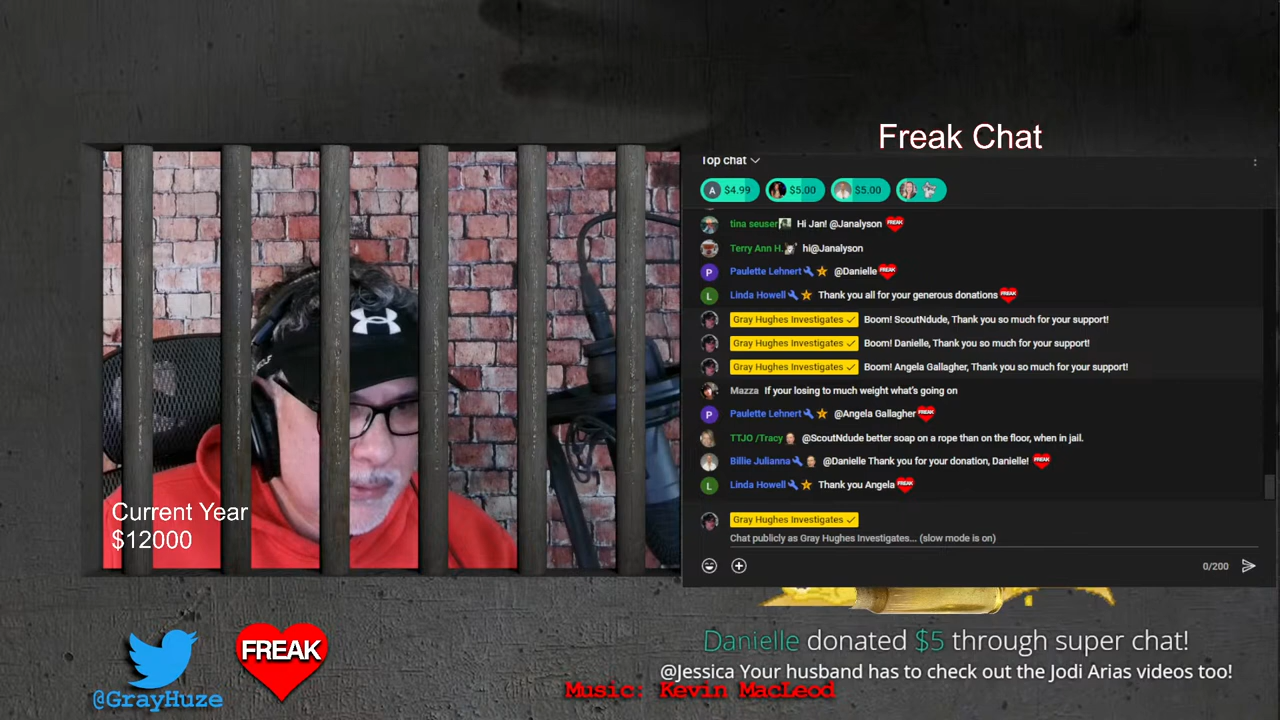 Freak Chat
Top chat
$4.99
$5.00
$5.00
tina seuser Hi Jan! @Janalyson FREAK
Terry Ann H. hi@Janalyson
P Paulette Lehnert @Danielle FREAK
L Linda Howell Thank you all for your generous donations FREAK
Gray Hughes Investigates Boom! ScoutNdude, Thank you so much for your support!
Gray Hughes Investigates Boom! Danielle, Thank you so much for your support!
Gray Hughes Investigates Boom! Angela Gallagher, Thank you so much for your support!
Mazza If your losing to much weight what's going on
P Paulette Lehnert @Angela Gallagher FREAK
TTJO /Tracy @ScoutNdude better soap on a rope than on the floor, when in jail.
Billie Julianna @Danielle Thank you for your donation, Danielle! FREAK
L Linda Howell Thank you Angela FREAK
Gray Hughes Investigates
Chat publicly as Gray Hughes Investigates... (slow mode is on)
0/200
Current Year
$12000
FREAK
@GrayHuze
Danielle donated $5 through super chat!
@Jessica Your husband has to check out the Jodi Arias videos too!
Music: Kevin MacLeod